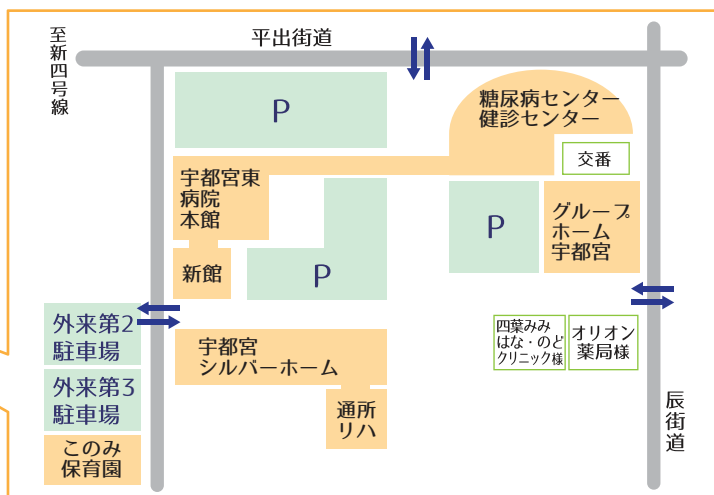 至新四号線
平出街道
P
糖尿病センター
健診センター
交番
宇都宮東
病院
本館
P
グループ
ホーム
宇都宮
新館
P
外来第2
駐車場
宇都宮
シルバーホーム
四葉みみ
はな・のど
クリニック様
オリオン
薬局様
外来第3
駐車場
通所
リハ
辰街道
このみ
保育園